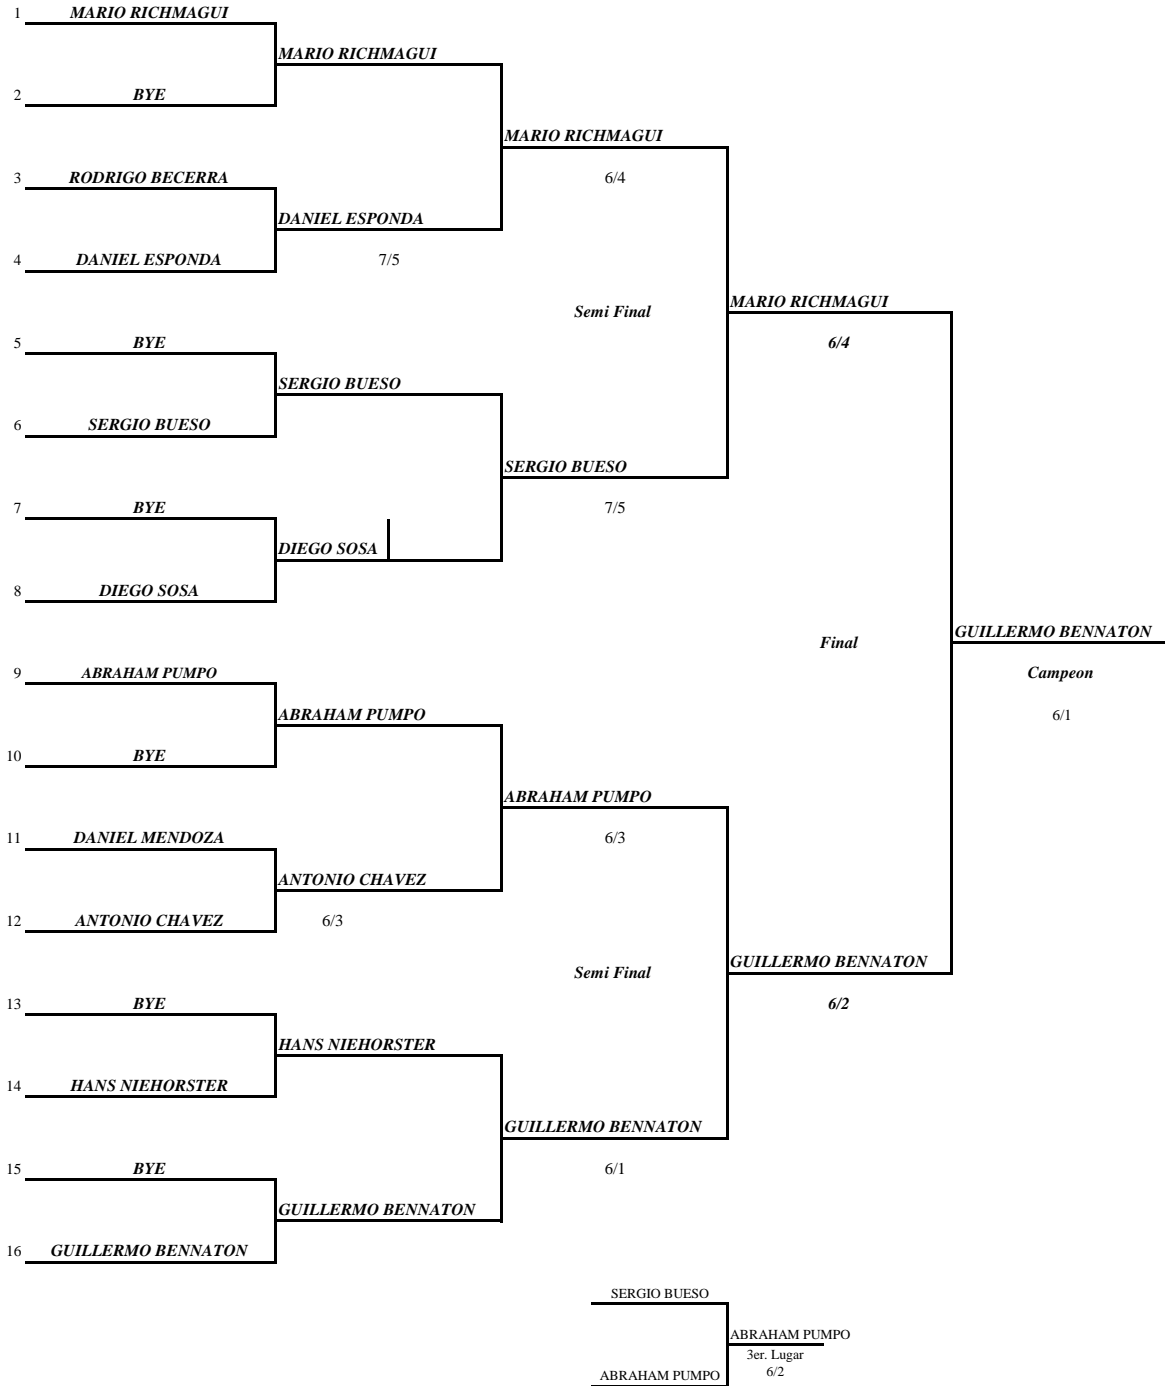 1 MARIO RICHMAGUI
MARIO RICHMAGUI
2 BYE
MARIO RICHMAGUI
3 RODRIGO BECERRA
6/4
DANIEL ESPONDA
4 DANIEL ESPONDA
7/5
Semi Final
MARIO RICHMAGUI
5 BYE
6/4
SERGIO BUESO
6 SERGIO BUESO
SERGIO BUESO
7 BYE
7/5
DIEGO SOSA
8 DIEGO SOSA
Final
GUILLERMO BENNATON
9 ABRAHAM PUMPO
Campeon
ABRAHAM PUMPO
6/1
10 BYE
ABRAHAM PUMPO
11 DANIEL MENDOZA
6/3
ANTONIO CHAVEZ
12 ANTONIO CHAVEZ
6/3
Semi Final
GUILLERMO BENNATON
13 BYE
6/2
HANS NIEHORSTER
14 HANS NIEHORSTER
GUILLERMO BENNATON
15 BYE
6/1
GUILLERMO BENNATON
16 GUILLERMO BENNATON
SERGIO BUESO
ABRAHAM PUMPO
3er. Lugar
6/2
ABRAHAM PUMPO